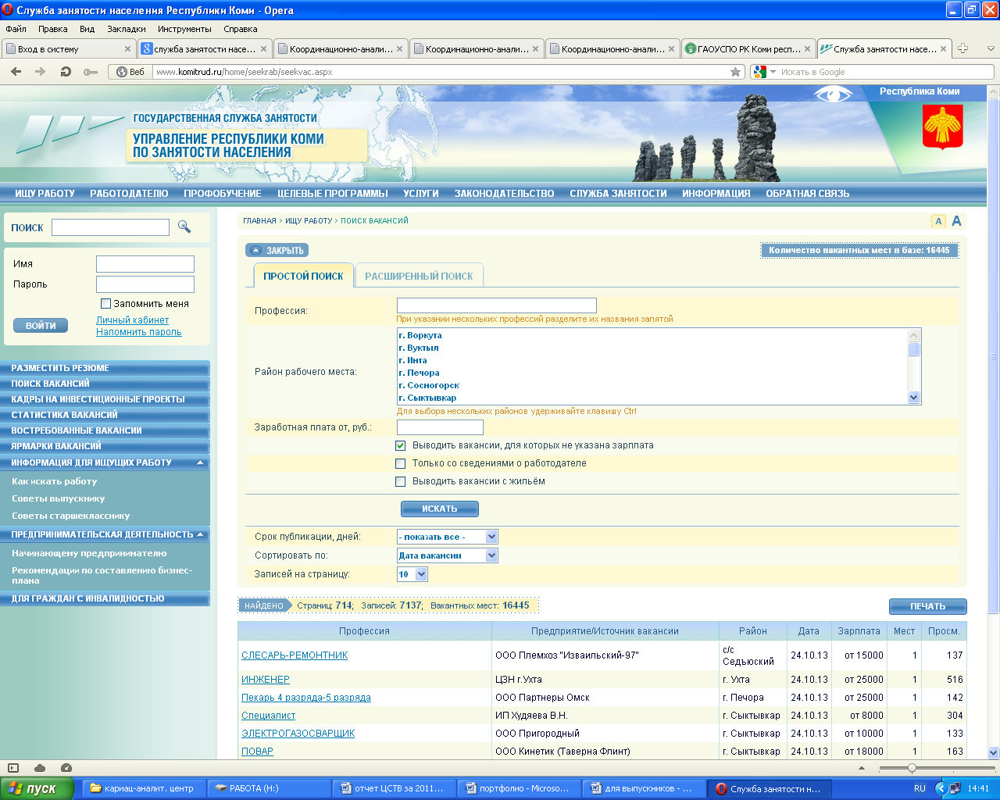 Служба занятости населения Республики Коми - Opera
Файл Правка Вид Закладки Инструменты Справка
Вход в систему
служба занятости насе...
Координационно-анали...
Координационно-анали...
Координационно-анали...
ГАОУСПО РК Коми респ...
Служба занятости насе...
Веб www.komitrud.ru/home/seekrab/seekvac.aspx Искать в Google
ГОСУДАРСТВЕННАЯ СЛУЖБА ЗАНЯТОСТИ
УПРАВЛЕНИЕ РЕСПУБЛИКИ КОМИ
ПО ЗАНЯТОСТИ НАСЕЛЕНИЯ
Республика Коми
ИЩУ РАБОТУ РАБОТОДАТЕЛЮ ПРОФОБУЧЕНИЕ ЦЕЛЕВЫЕ ПРОГРАММЫ УСЛУГИ ЗАКОНОДАТЕЛЬСТВО СЛУЖБА ЗАНЯТОСТИ ИНФОРМАЦИЯ ОБРАТНАЯ СВЯЗЬ
ПОИСК
Имя
Пароль
Запомнить меня
ВОЙТИ
Личный кабинет
Напомнить пароль
РАЗМЕСТИТЬ РЕЗЮМЕ
ПОИСК ВАКАНСИЙ
КАДРЫ НА ИНВЕСТИЦИОННЫЕ ПРОЕКТЫ
СТАТИСТИКА ВАКАНСИЙ
ВОСТРЕБОВАННЫЕ ВАКАНСИИ
ЯРМАРКИ ВАКАНСИЙ
ИНФОРМАЦИЯ ДЛЯ ИЩУЩИХ РАБОТУ
Как искать работу
Советы выпускнику
Советы старшекласснику
ПРЕДПРИНИМАТЕЛЬСКАЯ ДЕЯТЕЛЬНОСТЬ
Начинающему предпринимателю
Рекомендации по составлению бизнес-
плана
ДЛЯ ГРАЖДАН С ИНВАЛИДНОСТЬЮ
ГЛАВНАЯ > ИЩУ РАБОТУ > ПОИСК ВАКАНСИЙ
A A
ЗАКРЫТЬ
Количество вакантных мест в базе: 16445
ПРОСТОЙ ПОИСК РАСШИРЕННЫЙ ПОИСК
Профессия:
При указании нескольких профессий разделите их названия запятой
Район рабочего места:
г. Воркута
г. Вуктыл
г. Инта
г. Печора
г. Сосногорск
г. Сыктывкар
Для выбора нескольких районов удерживайте клавишу Ctrl
Заработная плата от, руб.:
Выводить вакансии, для которых не указана зарплата
Только со сведениями о работодателе
Выводить вакансии с жильём
ИСКАТЬ
Срок публикации, дней: - показать все -
Сортировать по: Дата вакансии
Записей на страницу: 10
НАЙДЕНО Страниц: 714; Записей: 7137; Вакантных мест: 16445
ПЕЧАТЬ
Профессия Предприятие/Источник вакансии Район Дата Зарплата Мест Просм.
СЛЕСАРЬ-РЕМОНТНИК ООО Племхоз "Изваильский-97" с/с Седъюский 24.10.13 от 15000 1 137
ИНЖЕНЕР ЦЗН г.Ухта г. Ухта 24.10.13 от 25000 1 516
Пекарь 4 разряда-5 разряда ООО Партнеры Омск г. Печора 24.10.13 от 25000 1 142
Специалист ИП Худяева В.Н. г. Сыктывкар 24.10.13 от 8000 1 304
ЭЛЕКТРОГАЗОСВАРЩИК ООО Пригородный г. Сыктывкар 24.10.13 от 10000 1 133
ПОВАР ООО Кинетик (Таверна Флинт) г. Сыктывкар 24.10.13 от 18000 1 163
пуск
кариац-аналит. центр
РАБОТА (H:)
отчет ЦСТВ за 2011...
портфолио - Microso...
для выпускников - ...
Служба занятости н...
RU 14:41